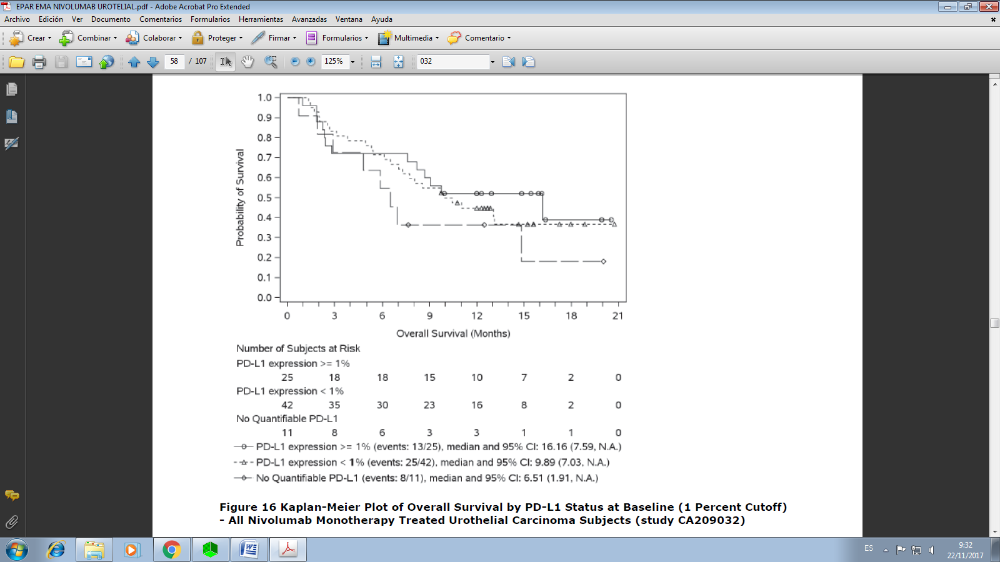 EPAR EMA NIVOLUMAB UROTELIAL.pdf - Adobe Acrobat Pro Extended
Archivo Edición Ver Documento Comentarios Formularios Herramientas Avanzadas Ventana Ayuda
Crear Combinar Colaborar Proteger Firmar Formularios Multimedia Comentario
58 / 107 125% 032
1.0
0.9
0.8
0.7
0.6
0.5
0.4
0.3
0.2
0.1
0.0
Probability of Survival
0 3 6 9 12 15 18 21
Overall Survival (Months)
Number of Subjects at Risk
PD-L1 expression >= 1%
25 18 18 15 10 7 2 0
PD-L1 expression < 1%
42 35 30 23 16 8 2 0
No Quantifiable PD-L1
11 8 6 3 3 1 1 0
PD-L1 expression >= 1% (events: 13/25), median and 95% CI: 16.16 (7.59, N.A.)
PD-L1 expression < 1% (events: 25/42), median and 95% CI: 9.89 (7.03, N.A.)
No Quantifiable PD-L1 (events: 8/11), median and 95% CI: 6.51 (1.91, N.A.)
Figure 16 Kaplan-Meier Plot of Overall Survival by PD-L1 Status at Baseline (1 Percent Cutoff)
- All Nivolumab Monotherapy Treated Urothelial Carcinoma Subjects (study CA209032)
ES
9:32
22/11/2017